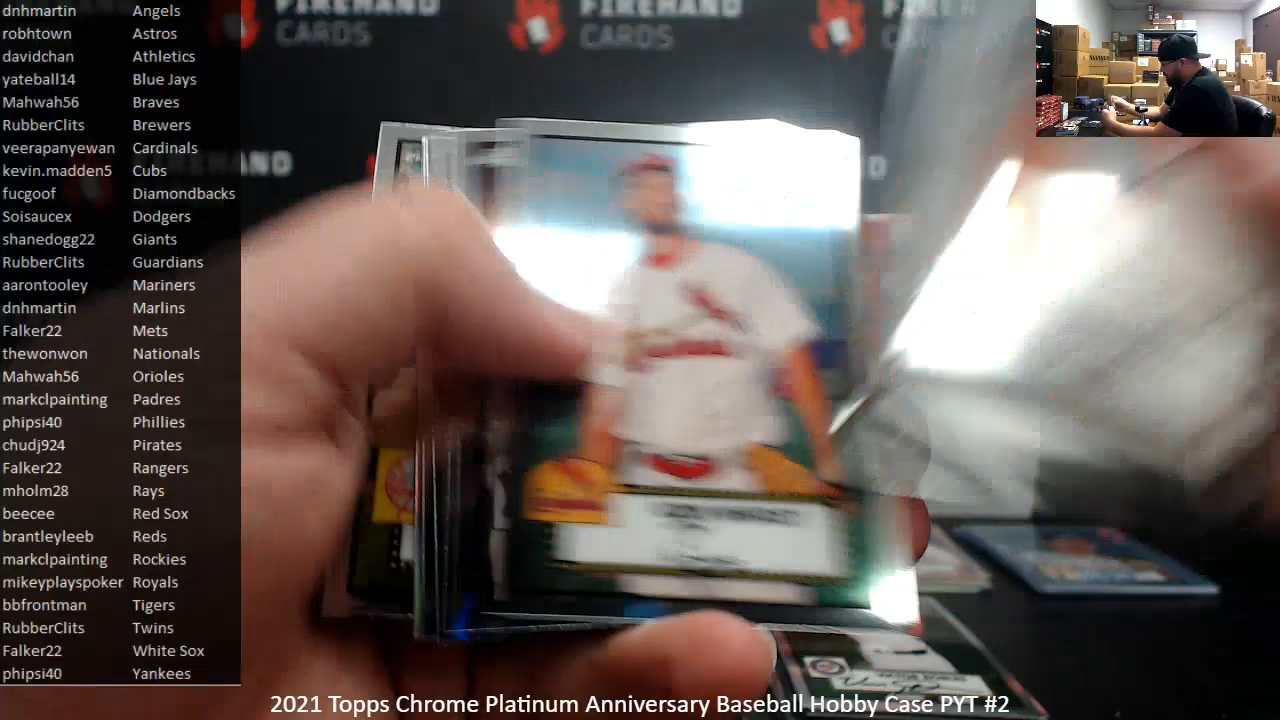 dnhmartin Angels
robhtown Astros
davidchan Athletics
yateball14 Blue Jays
Mahwah56 Braves
RubberClits Brewers
veerapanyewan Cardinals
kevin.madden5 Cubs
fucgoof Diamondbacks
Soisaucex Dodgers
shanedogg22 Giants
RubberClits Guardians
aarontooley Mariners
dnhmartin Marlins
Falker22 Mets
thewonwon Nationals
Mahwah56 Orioles
markclpainting Padres
phipsi40 Phillies
chudj924 Pirates
Falker22 Rangers
mholm28 Rays
beecee Red Sox
brantleyleeb Reds
markclpainting Rockies
mikeyplayspoker Royals
bbfrontman Tigers
RubberClits Twins
Falker22 White Sox
phipsi40 Yankees
FIREHAND
CARDS
FIREHAND
CARDS
2021 Topps Chrome Platinum Anniversary Baseball Hobby Case PYT #2